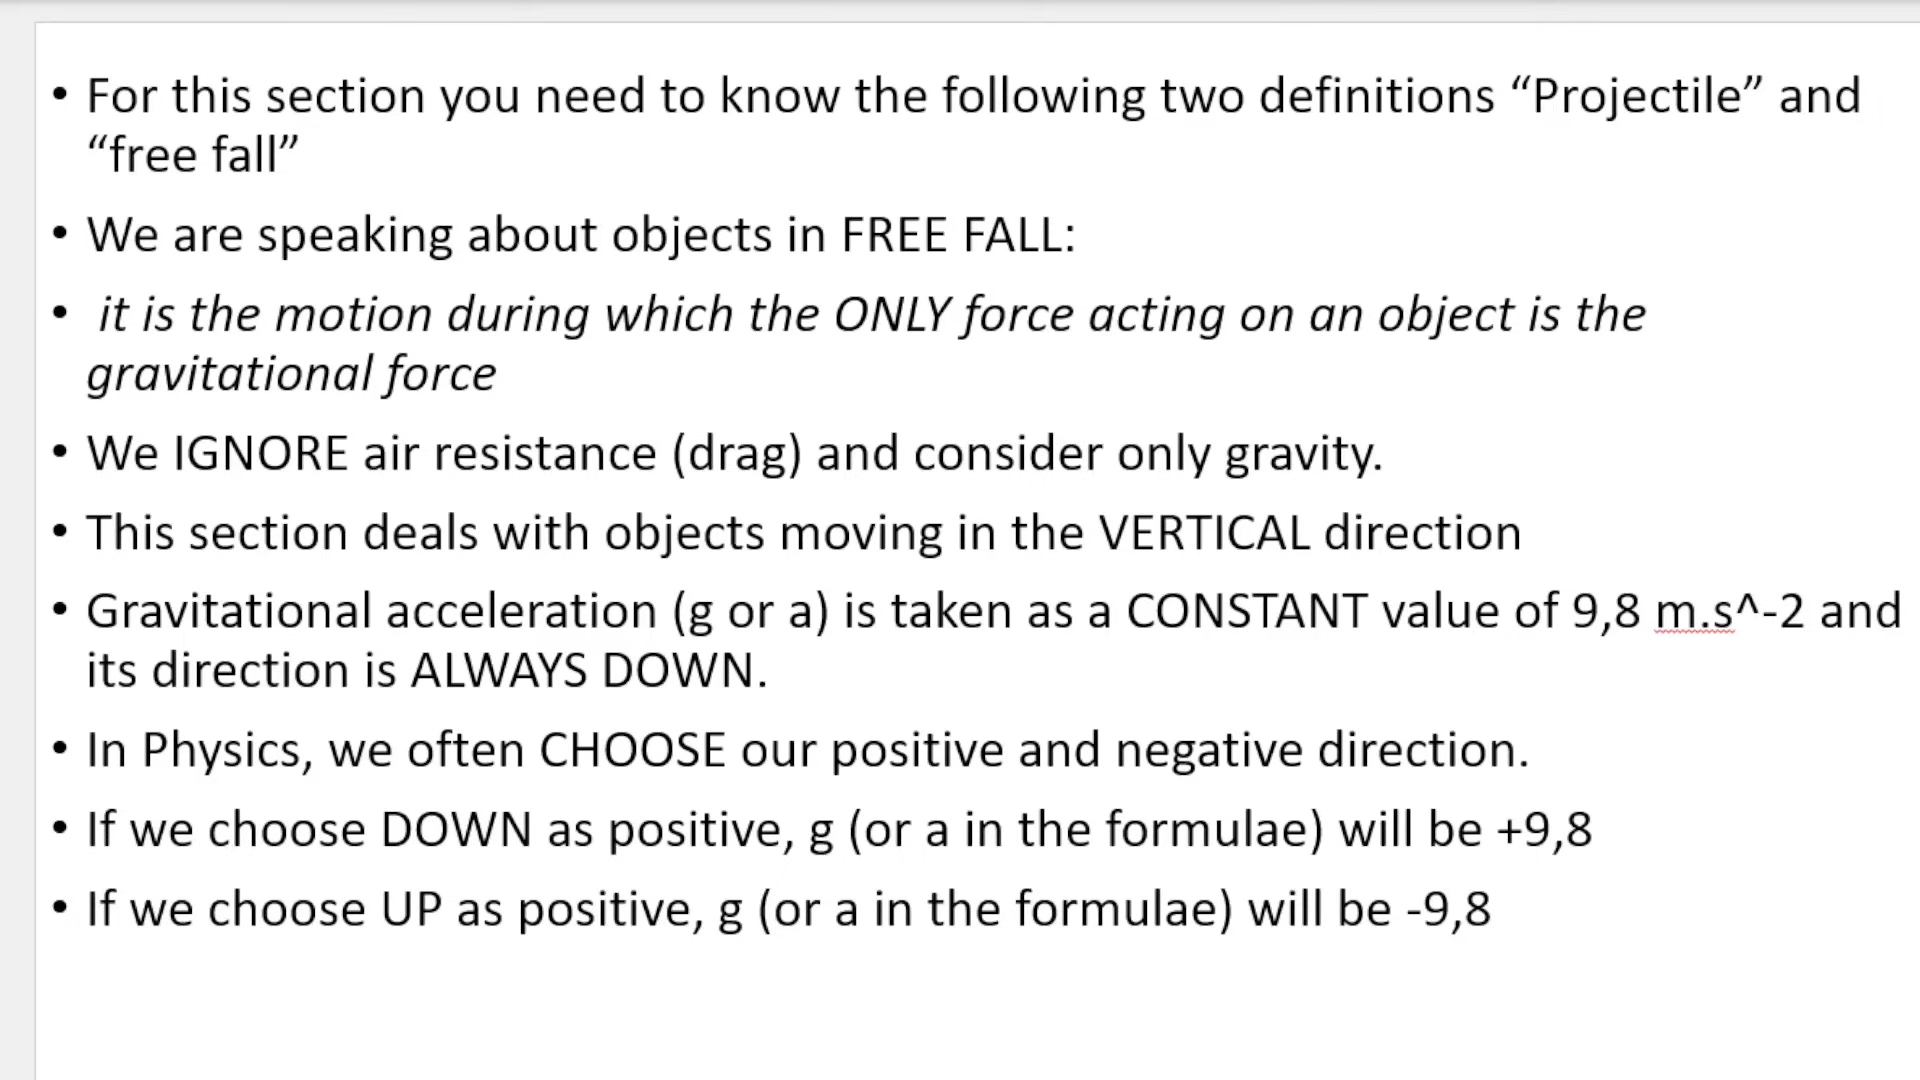 • For this section you need to know the following two definitions “Projectile” and
“free fall”
• We are speaking about objects in FREE FALL:
• it is the motion during which the ONLY force acting on an object is the
gravitational force
• We IGNORE air resistance (drag) and consider only gravity.
• This section deals with objects moving in the VERTICAL direction
• Gravitational acceleration (g or a) is taken as a CONSTANT value of 9,8 m.s^-2 and
its direction is ALWAYS DOWN.
• In Physics, we often CHOOSE our positive and negative direction.
• If we choose DOWN as positive, g (or a in the formulae) will be +9,8
• If we choose UP as positive, g (or a in the formulae) will be -9,8